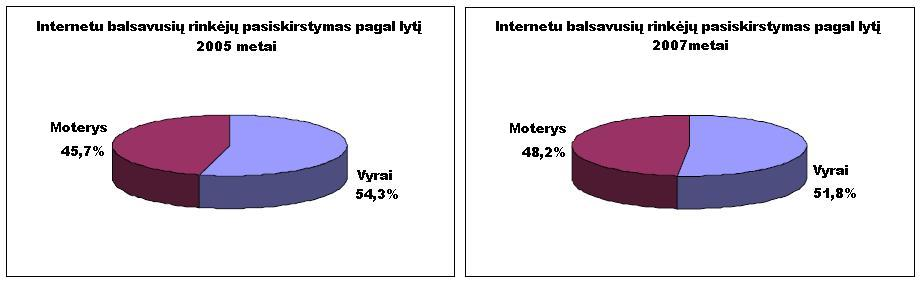 Internetu balsavusių rinkėjų pasiskirstymas pagal lytį
2005 metai
Moterys
45,7%
Vyrai
54,3%
Internetu balsavusių rinkėjų pasiskirstymas pagal lytį
2007metai
Moterys
48,2%
Vyrai
51,8%